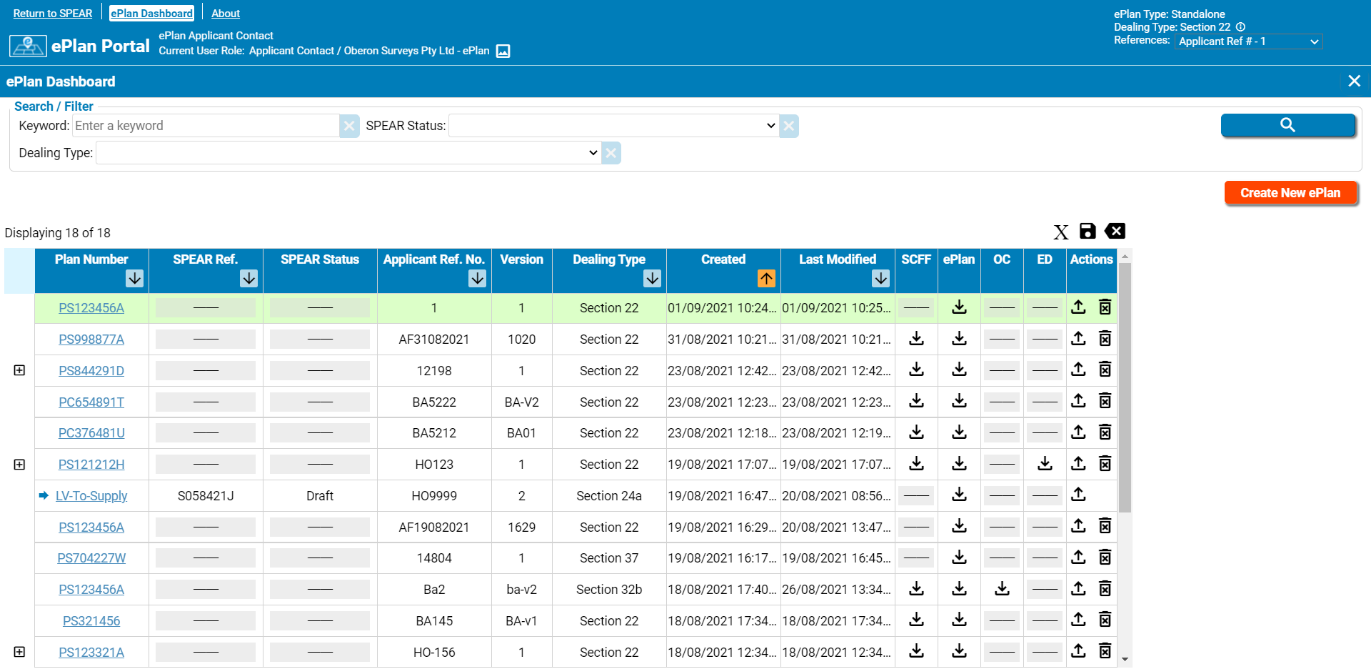 Return to SPEAR ePlan Dashboard About
ePlan Portal
ePlan Applicant Contact
Current User Role: Applicant Contact / Oberon Surveys Pty Ltd - ePlan
ePlan Type: Standalone
Dealing Type: Section 22
References: Applicant Ref # - 1
ePlan Dashboard
Search / Filter
Keyword: Enter a keyword SPEAR Status:
Dealing Type:
Create New ePlan
Displaying 18 of 18
X
Plan Number SPEAR Ref. SPEAR Status Applicant Ref. No. Version Dealing Type Created Last Modified SCFF ePlan OC ED Actions
PS123456A 1 1 Section 22 01/09/2021 10:24... 01/09/2021 10:25...
PS998877A AF31082021 1020 Section 22 31/08/2021 10:21... 31/08/2021 10:21...
PS844291D 12198 1 Section 22 23/08/2021 12:42... 23/08/2021 12:42...
PC654891T BA5222 BA-V2 Section 22 23/08/2021 12:23... 23/08/2021 12:23...
PC376481U BA5212 BA01 Section 22 23/08/2021 12:18... 23/08/2021 12:19...
PS121212H HO123 1 Section 22 19/08/2021 17:07... 19/08/2021 17:07...
LV-To-Supply S058421J Draft HO9999 2 Section 24a 19/08/2021 16:47... 20/08/2021 08:56...
PS123456A AF19082021 1629 Section 22 19/08/2021 16:29... 20/08/2021 13:47...
PS704227W 14804 1 Section 37 19/08/2021 16:17... 19/08/2021 16:45...
PS123456A Ba2 ba-v2 Section 32b 18/08/2021 17:40... 26/08/2021 13:34...
PS321456 BA145 BA-v1 Section 22 18/08/2021 17:34... 18/08/2021 17:34...
PS123321A HO-156 1 Section 22 18/08/2021 12:34... 18/08/2021 12:34...